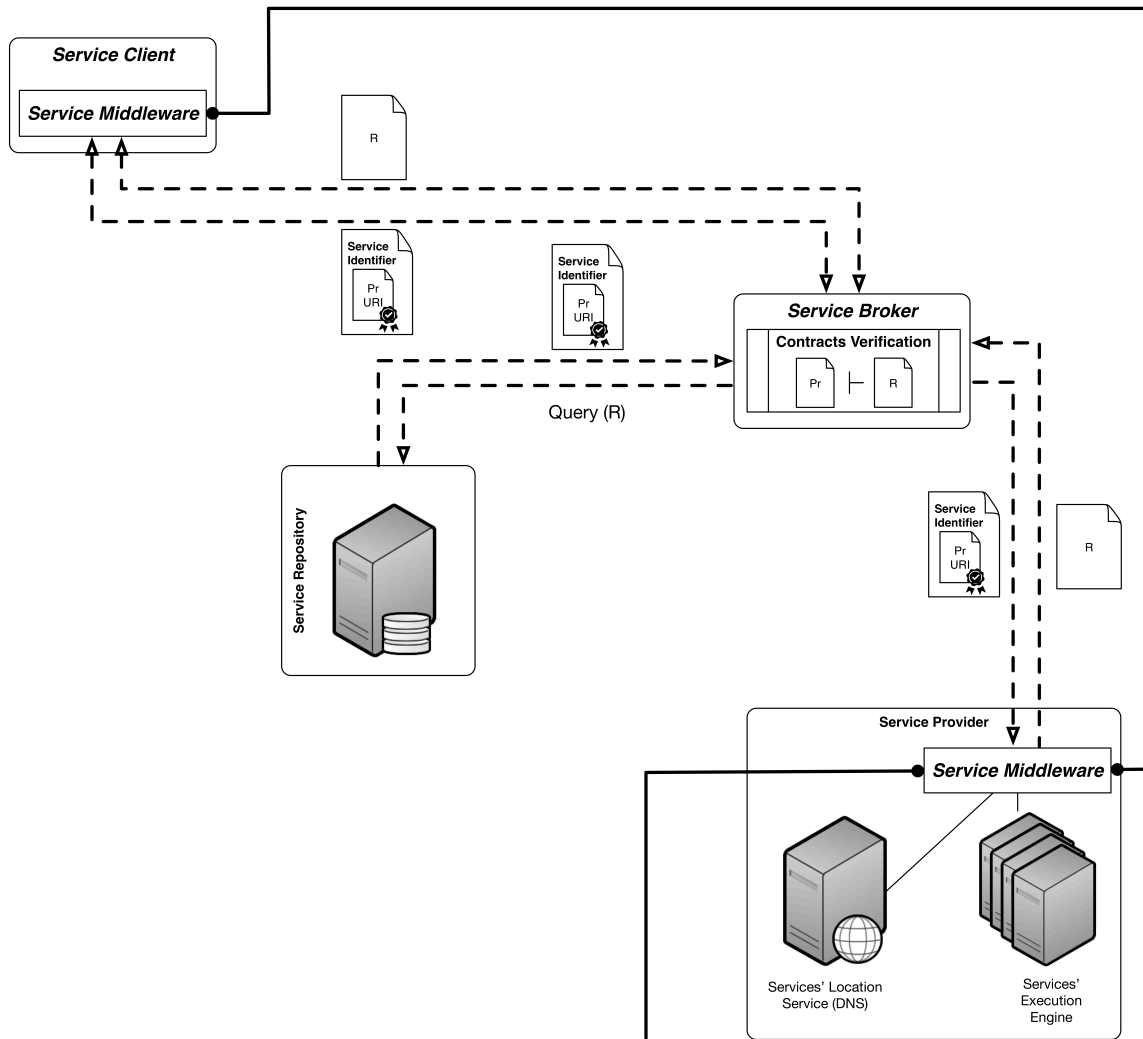 Service Client
Service Middleware
R
Service
Identifier
Pr
URI
Service
Identifier
Pr
URI
Service Broker
Contracts Verification
Pr
R
Query (R)
Service Repository
Service
Identifier
Pr
URI
R
Service Provider
Service Middleware
Services' Location
Service (DNS)
Services'
Execution
Engine